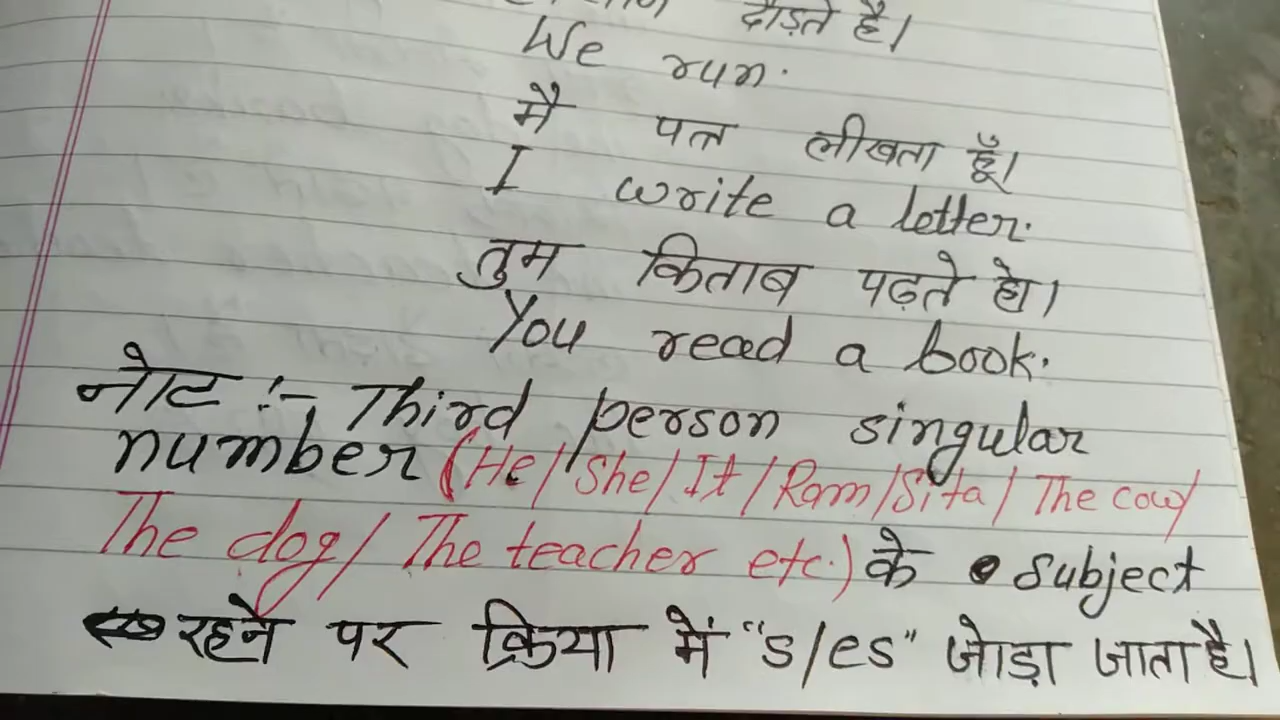 दौड़ते है।
We run.
मै पत्र लीखता हूँ।
I write a letter.
तुम किताब पढ़ते हो।
You read a book.
नोट :- Third person singular
number (He/She/It/Ram/Sita/The cow/
The dog/ The teacher etc.) के subject
रहने पर क्रिया में "s/es" जोड़ा जाता है।